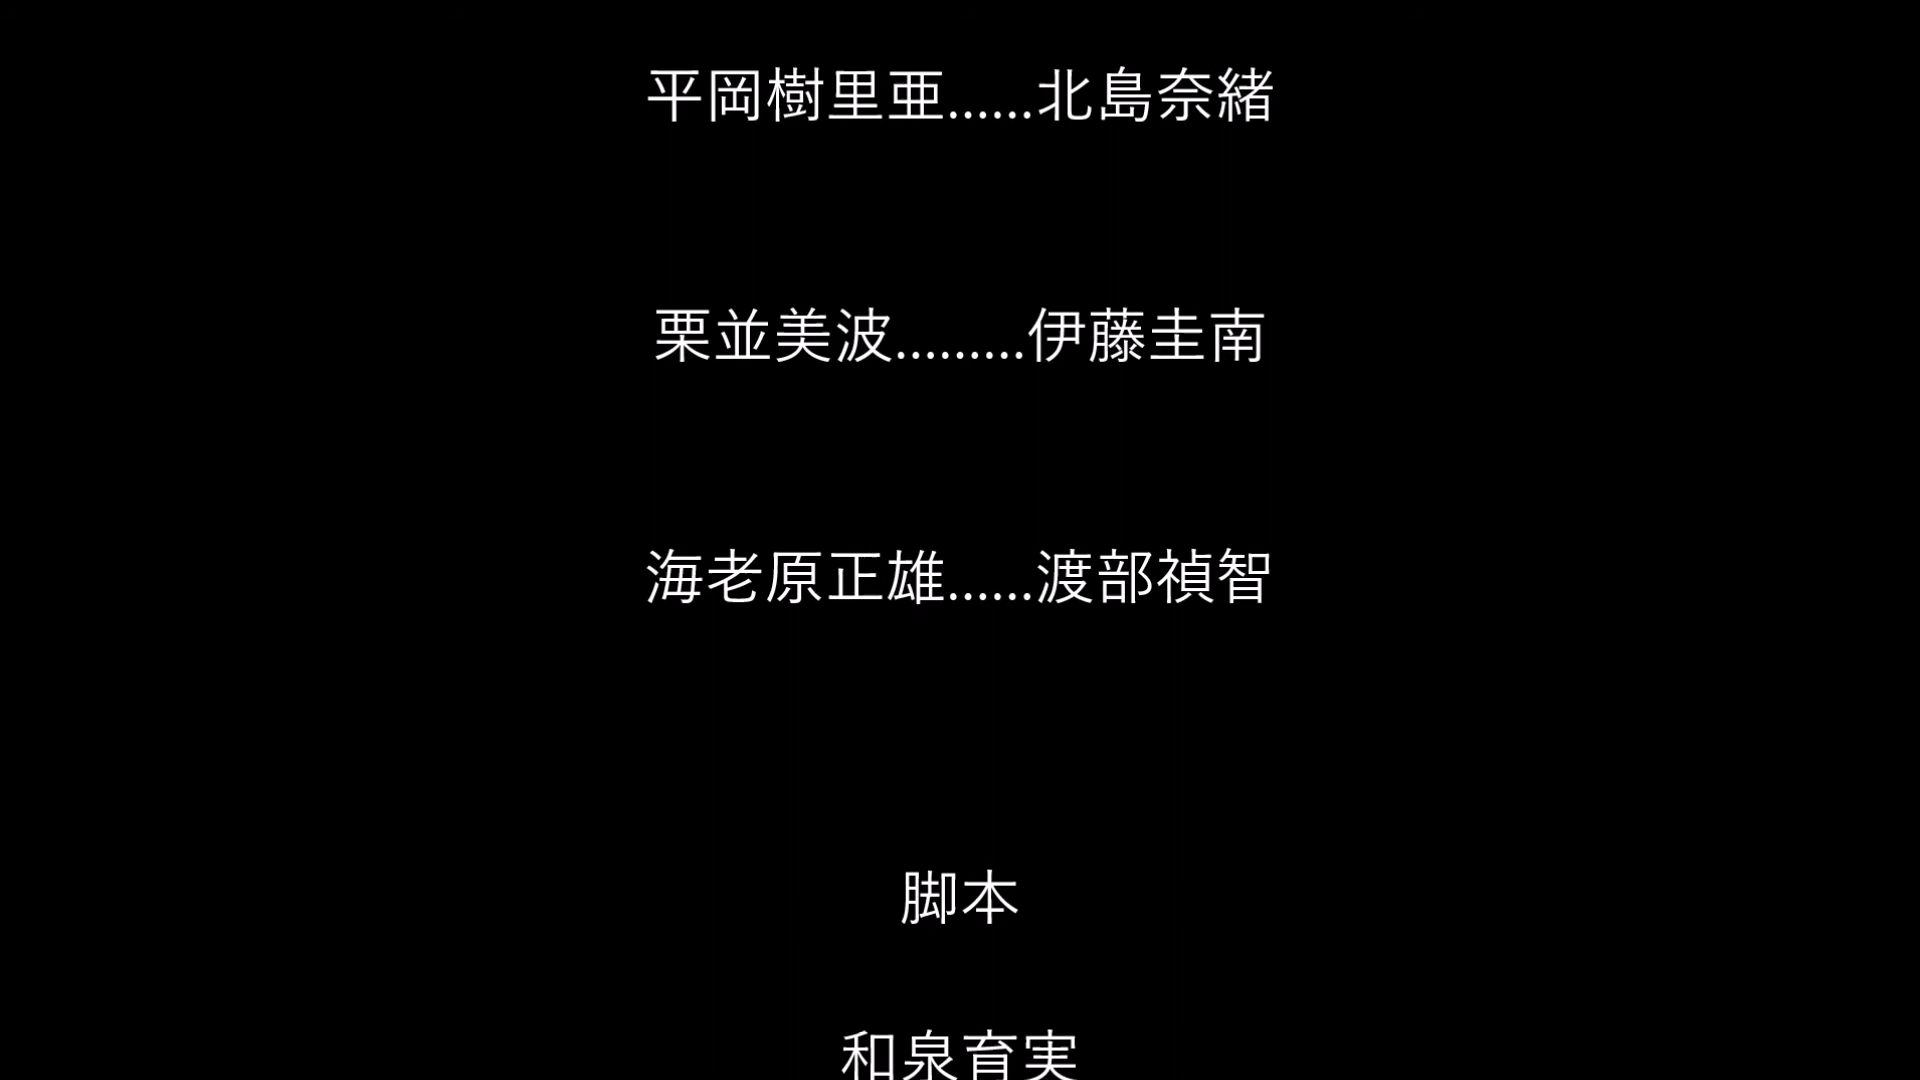 平岡樹里亜......北島奈緒
栗並美波.........伊藤圭南
海老原正雄......渡部禎智
脚本
和泉育実